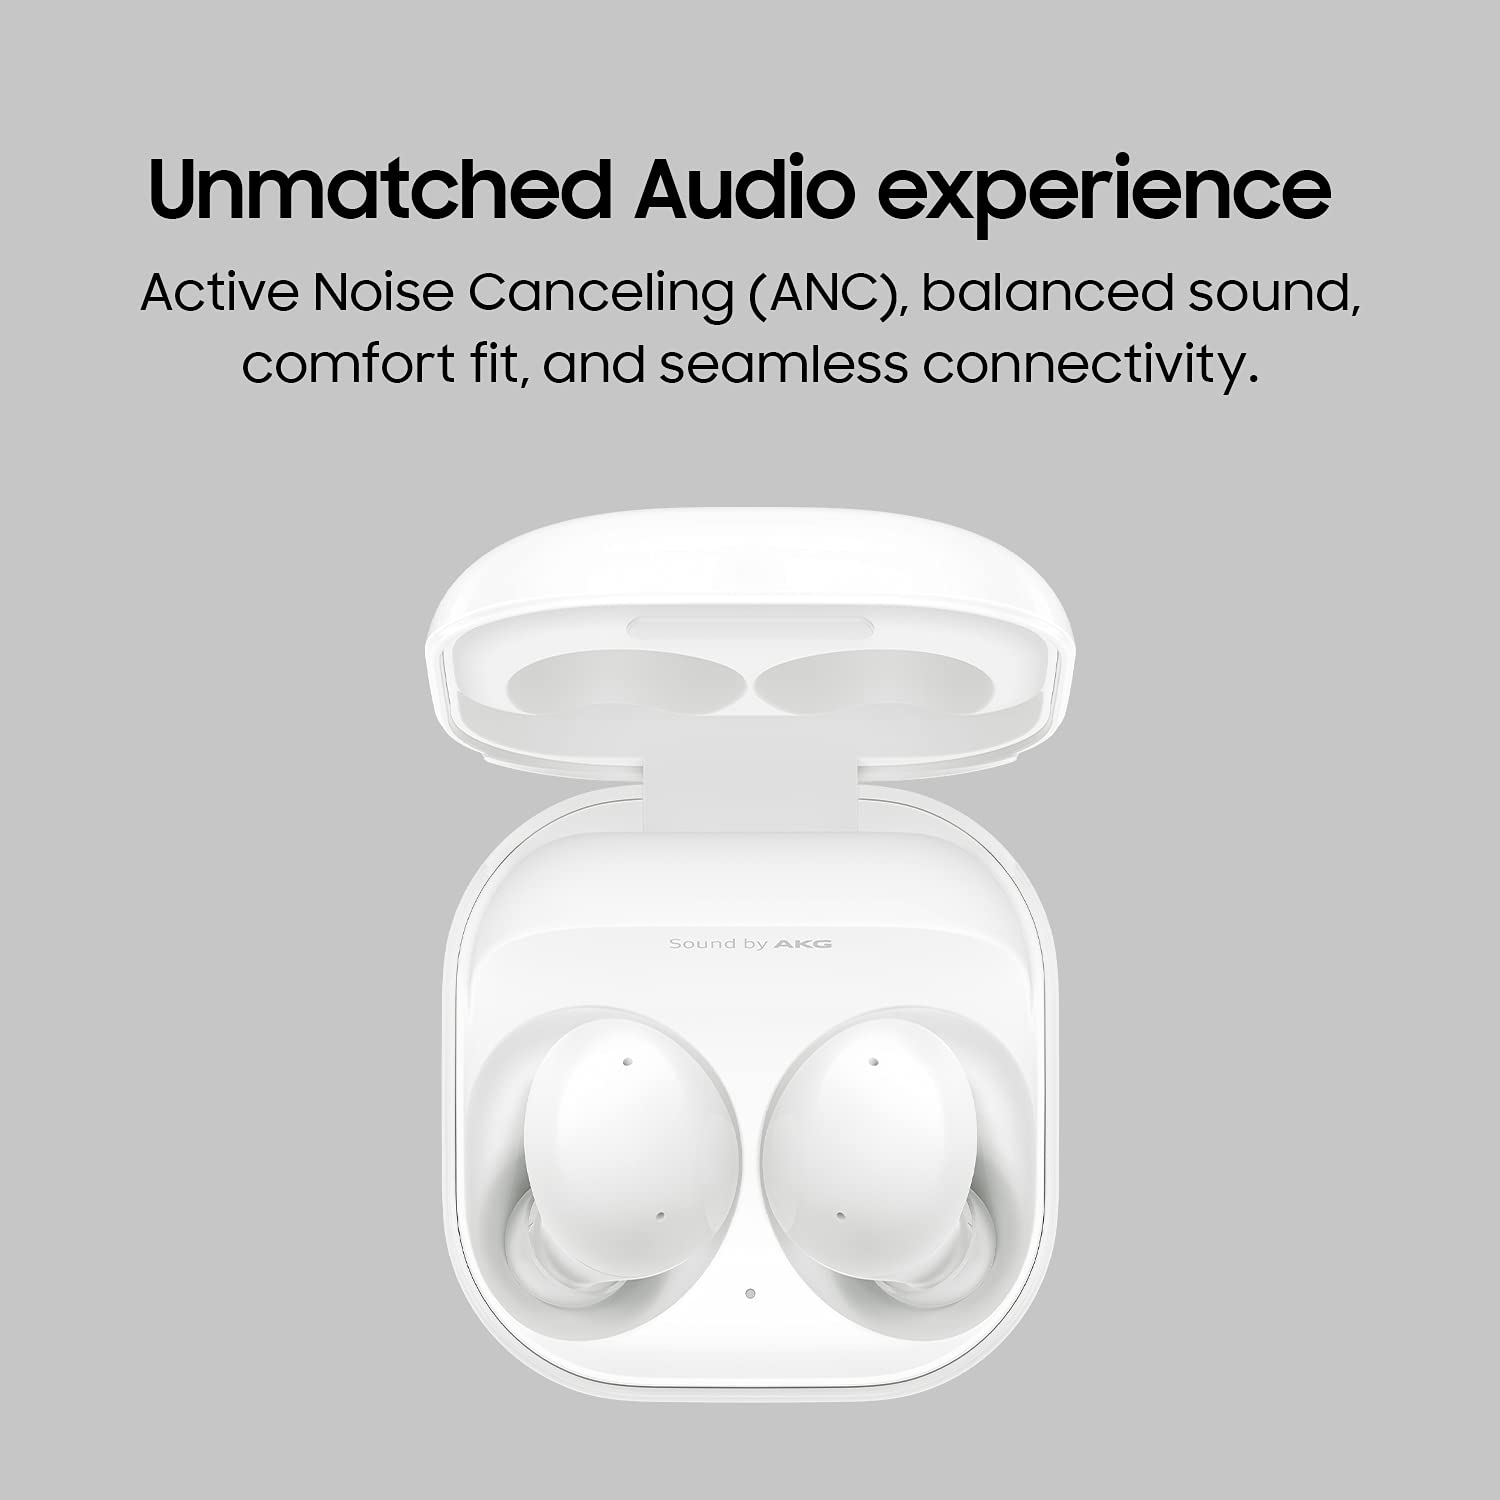 Unmatched Audio experience
Active Noise Canceling (ANC), balanced sound,
comfort fit, and seamless connectivity.
Sound by AKG